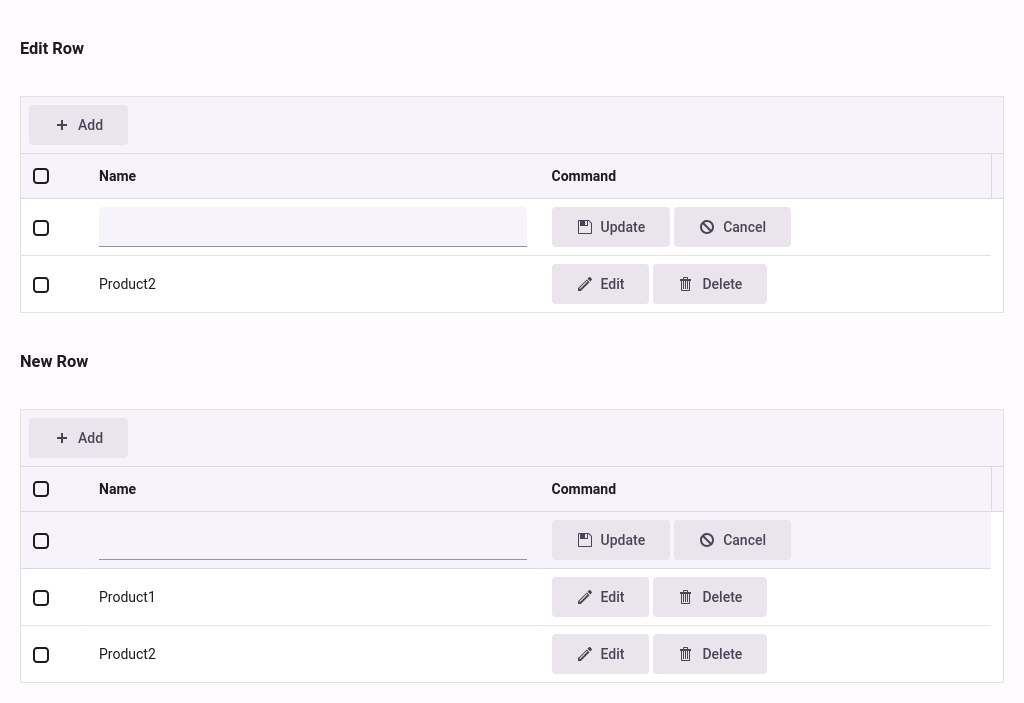 Edit Row
Add
Name Command
Update Cancel
Product2 Edit Delete
New Row
Add
Name Command
Update Cancel
Product1 Edit Delete
Product2 Edit Delete